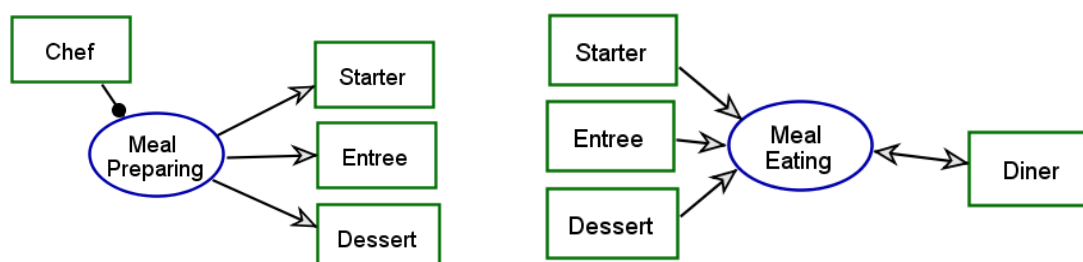 Chef
Meal
Preparing
Starter
Entree
Dessert
Starter
Entree
Dessert
Meal
Eating
Diner